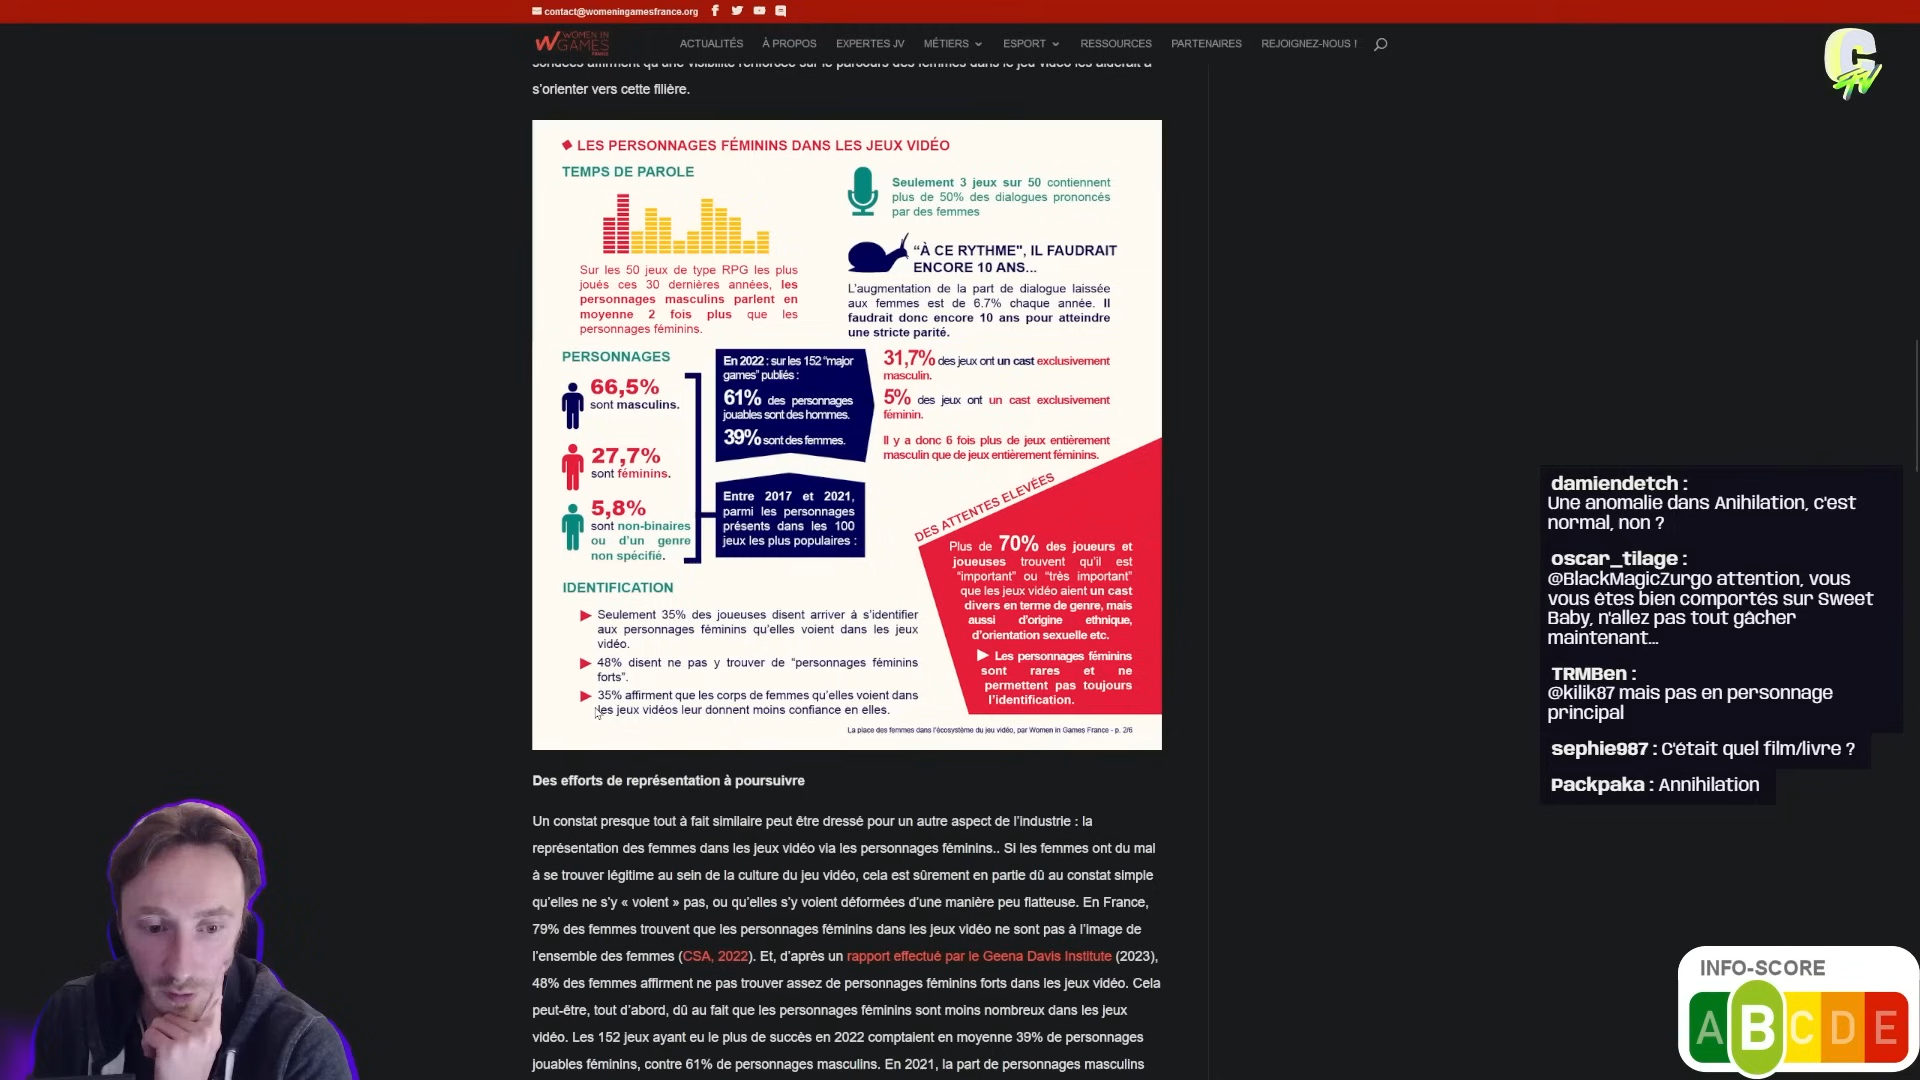 contact@womeningamesfrance.org
WOMEN IN
GAMES
FRANCE
ACTUALITÉS
À PROPOS
EXPERTES JV
MÉTIERS
ESPORT
RESSOURCES
PARTENAIRES
REJOIGNEZ-NOUS !
sondées affirment qu'une visibilité renforcée sur le parcours des femmes dans le jeu vidéo les aiderait à
s'orienter vers cette filière.
LES PERSONNAGES FÉMININS DANS LES JEUX VIDÉO
TEMPS DE PAROLE
Sur les 50 jeux de type RPG les plus
joués ces 30 dernières années, les
personnages masculins parlent en
moyenne 2 fois plus que les
personnages féminins.
Seulement 3 jeux sur 50 contiennent
plus de 50% des dialogues prononcés
par des femmes
"À CE RYTHME", IL FAUDRAIT
ENCORE 10 ANS...
L'augmentation de la part de dialogue laissée
aux femmes est de 6.7% chaque année. Il
faudrait donc encore 10 ans pour atteindre
une stricte parité.
PERSONNAGES
66,5%
sont masculins.
27,7%
sont féminins.
5,8%
sont non-binaires
ou d'un genre
non spécifié.
En 2022 : sur les 152 "major
games" publiés :
61% des personnages
jouables sont des hommes.
39% sont des femmes.
Entre 2017 et 2021,
parmi les personnages
présents dans les 100
jeux les plus populaires :
31,7% des jeux ont un cast exclusivement
masculin.
5% des jeux ont un cast exclusivement
féminin.
Il y a donc 6 fois plus de jeux entièrement
masculin que de jeux entièrement féminins.
DES ATTENTES ELEVÉES
Plus de 70% des joueurs et
joueuses trouvent qu'il est
"important" ou "très important"
que les jeux vidéo aient un cast
divers en terme de genre, mais
aussi d'origine ethnique,
d'orientation sexuelle etc.
Les personnages féminins
sont rares et ne
permettent pas toujours
l'identification.
IDENTIFICATION
Seulement 35% des joueuses disent arriver à s'identifier
aux personnages féminins qu'elles voient dans les jeux
vidéo.
48% disent ne pas y trouver de "personnages féminins
forts".
35% affirment que les corps de femmes qu'elles voient dans
les jeux vidéos leur donnent moins confiance en elles.
La place des femmes dans l'écosystème du jeu vidéo, par Women in Games France - p. 2/6
Des efforts de représentation à poursuivre
Un constat presque tout à fait similaire peut être dressé pour un autre aspect de l'industrie : la
représentation des femmes dans les jeux vidéo via les personnages féminins.. Si les femmes ont du mal
à se trouver légitime au sein de la culture du jeu vidéo, cela est sûrement en partie dû au constat simple
qu'elles ne s'y « voient » pas, ou qu'elles s'y voient déformées d'une manière peu flatteuse. En France,
79% des femmes trouvent que les personnages féminins dans les jeux vidéo ne sont pas à l'image de
l'ensemble des femmes (CSA, 2022). Et, d'après un rapport effectué par le Geena Davis Institute (2023),
48% des femmes affirment ne pas trouver assez de personnages féminins forts dans les jeux vidéo. Cela
peut-être, tout d'abord, dû au fait que les personnages féminins sont moins nombreux dans les jeux
vidéo. Les 152 jeux ayant eu le plus de succès en 2022 comptaient en moyenne 39% de personnages
jouables féminins, contre 61% de personnages masculins. En 2021, la part de personnages masculins
damiendetch :
Une anomalie dans Anihilation, c'est
normal, non ?
oscar_tilage :
@BlackMagicZurgo attention, vous
vous êtes bien comportés sur Sweet
Baby, n'allez pas tout gâcher
maintenant...
TRMBen :
@kilik87 mais pas en personnage
principal
sephie987 : C'était quel film/livre ?
Packpaka : Annihilation
INFO-SCORE
A B C D E